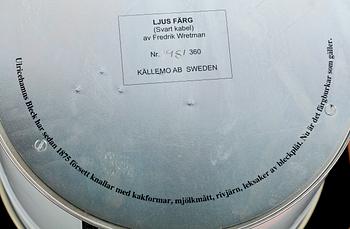 LJUS FÄRG
(Svart kabel)
av Fredrik Wretman
Nr. 181/ 360
KÄLLEMO AB SWEDEN
Ulricehamns Bleck har sedan 1875 försett knallar med kakformar, mjölkmått, rivjärn, leksaker av bleckplåt. Nu är det färgburkar som gäller.